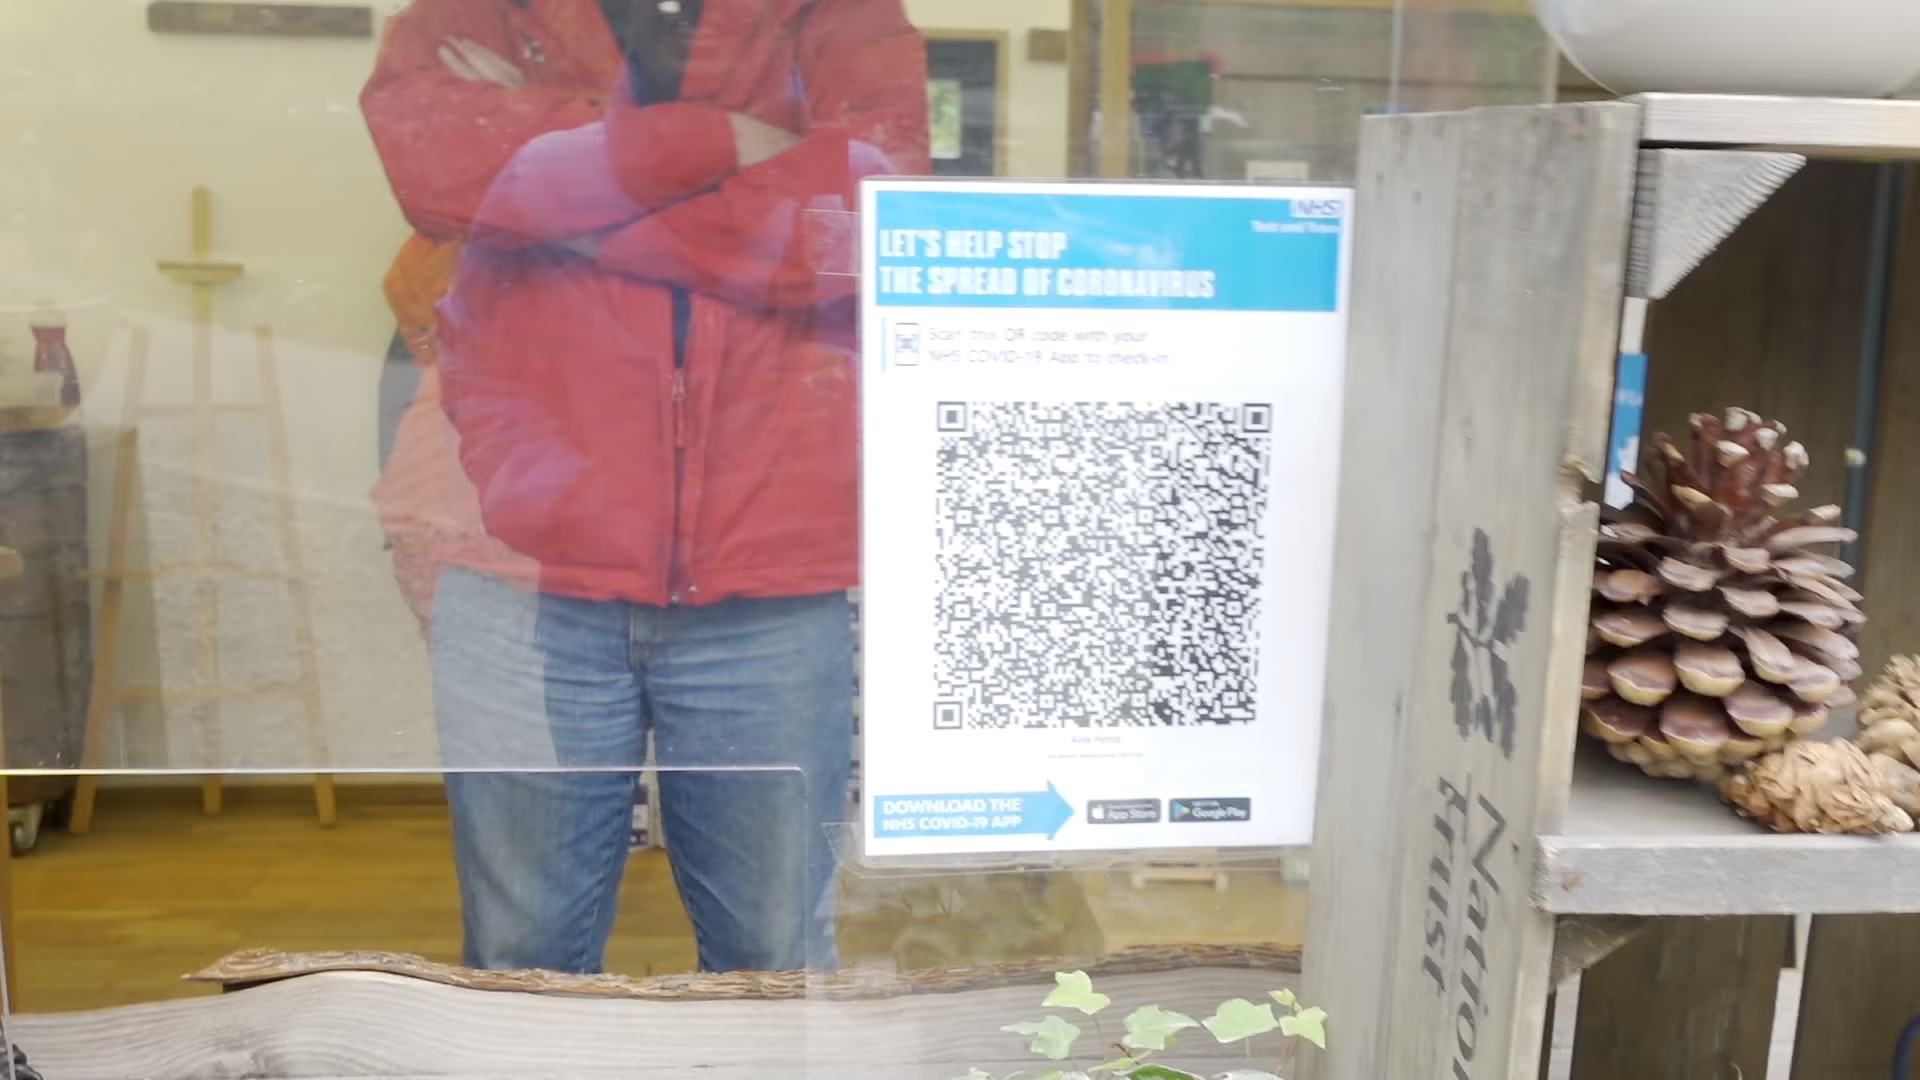 NHS
Test and Trace
LET'S HELP STOP
THE SPREAD OF CORONAVIRUS
Scan this QR code with your
NHS COVID-19 App to check-in
DOWNLOAD THE
NHS COVID-19 APP
App Store
Google Play
National
Trust